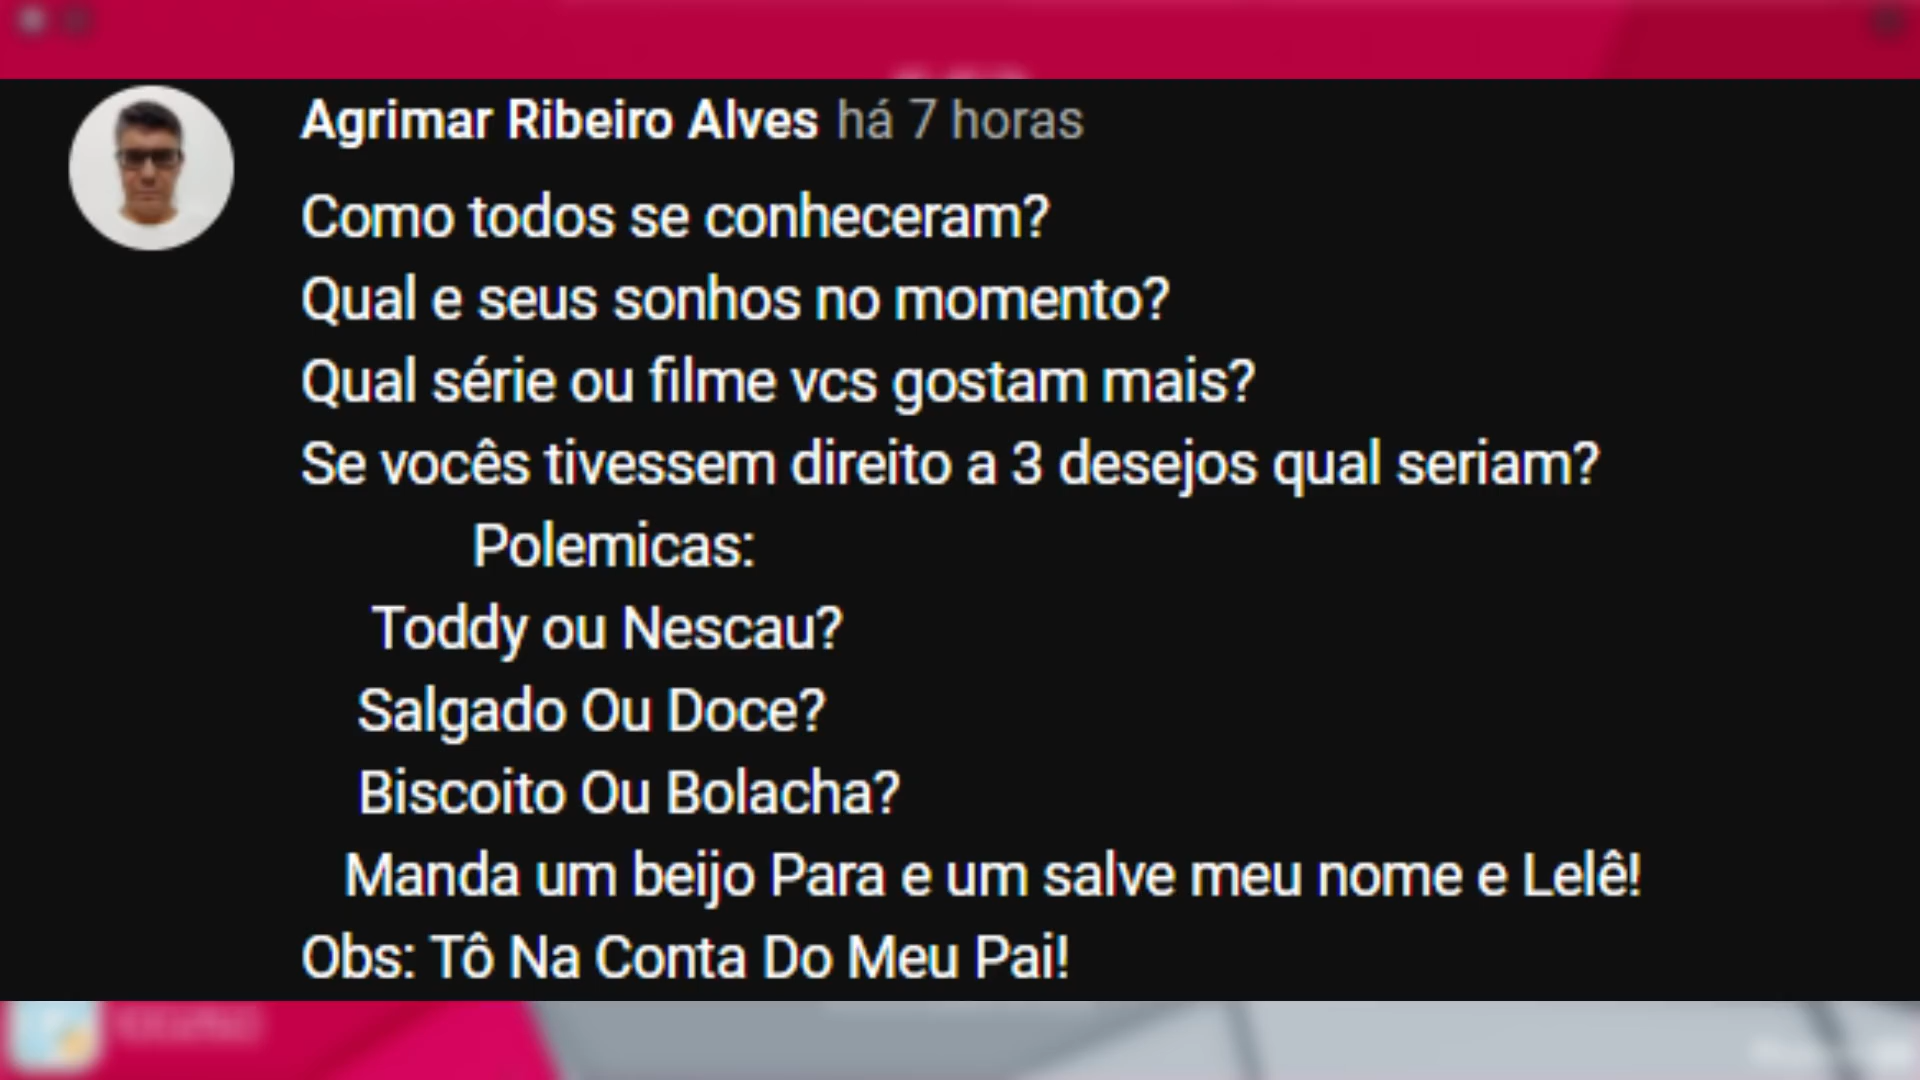 Agrimar Ribeiro Alves há 7 horas
Como todos se conheceram?
Qual e seus sonhos no momento?
Qual série ou filme vcs gostam mais?
Se vocês tivessem direito a 3 desejos qual seriam?
Polemicas:
Toddy ou Nescau?
Salgado Ou Doce?
Biscoito Ou Bolacha?
Manda um beijo Para e um salve meu nome e Lelê!
Obs: Tô Na Conta Do Meu Pai!